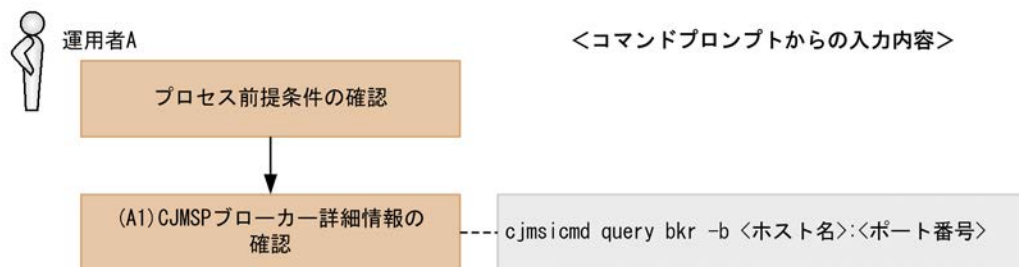 運用者A
<コマンドプロンプトからの入力内容>
プロセス前提条件の確認
(A1)CJMSPブローカー詳細情報の
確認
cjmsicmd query bkr -b <ホスト名>:<ポート番号>